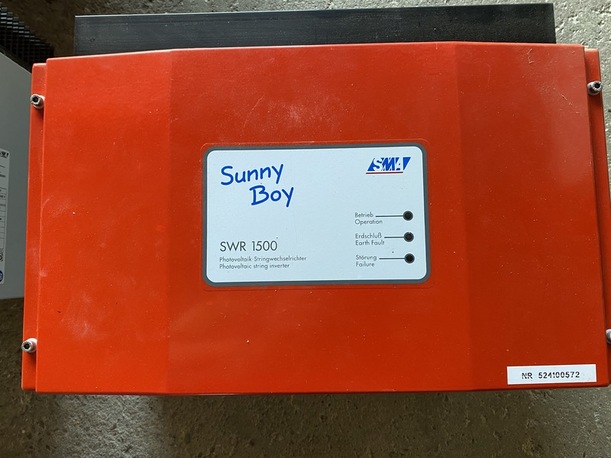 Sunny
Boy
SMA
SWR 1500
Photovoltaik-Stringwechselrichter
Photovoltaic string inverter
Betrieb
Operation
Erdschluß
Earth Fault
Störung
Failure
NR 524100572